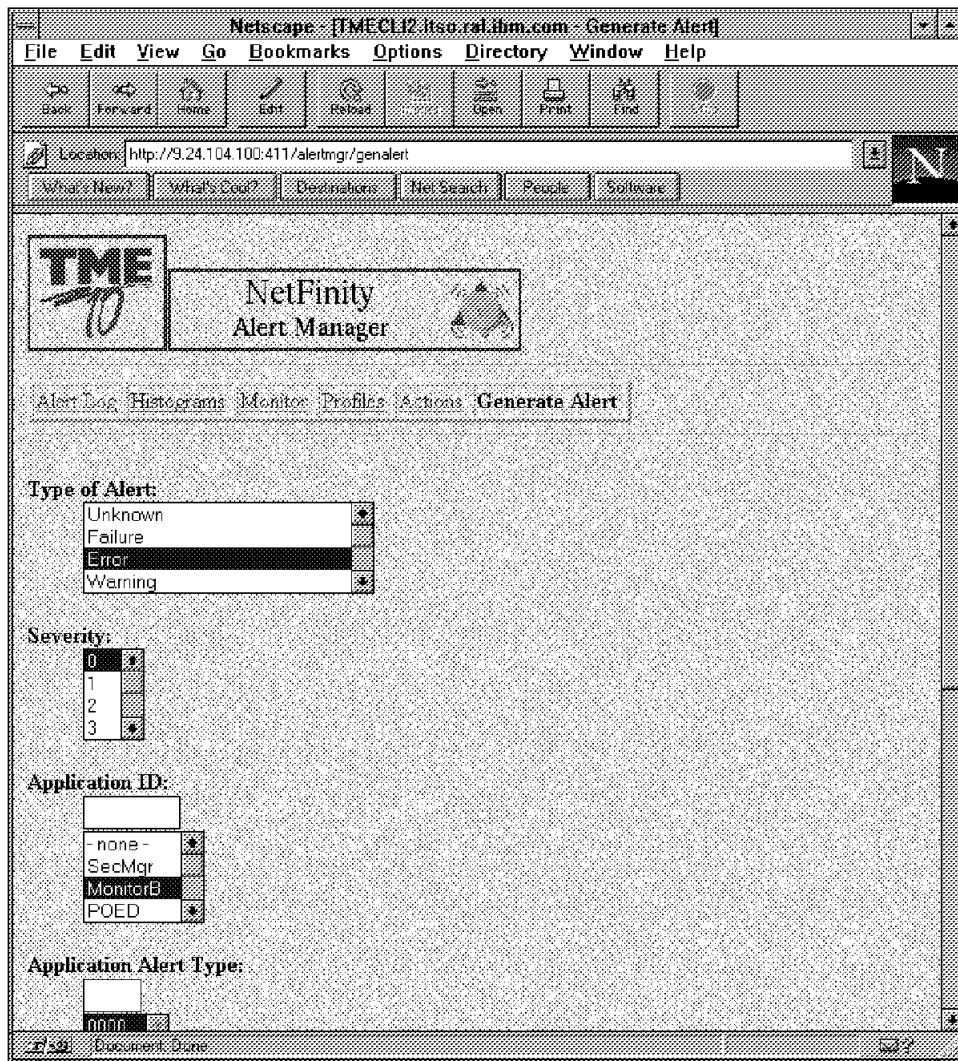 Netscape - [TMECLI2.itso.ral.ibm.com - Generate Alert]
File Edit View Go Bookmarks Options Directory Window Help
Back Forward Home Edit Reload Open Print Find
Location: http://9.24.104.100:411/alertmgr/genalert
N
What's New? What's Cool? Destinations Net Search People Software
TME
10
NetFinity
Alert Manager
Alert Log Histograms Monitor Profiles Actions Generate Alert
Type of Alert:
Unknown
Failure
Error
Warning
Severity:
0
1
2
3
Application ID:
- none -
SecMgr
MonitorB
POED
Application Alert Type:
0000
Document: Done